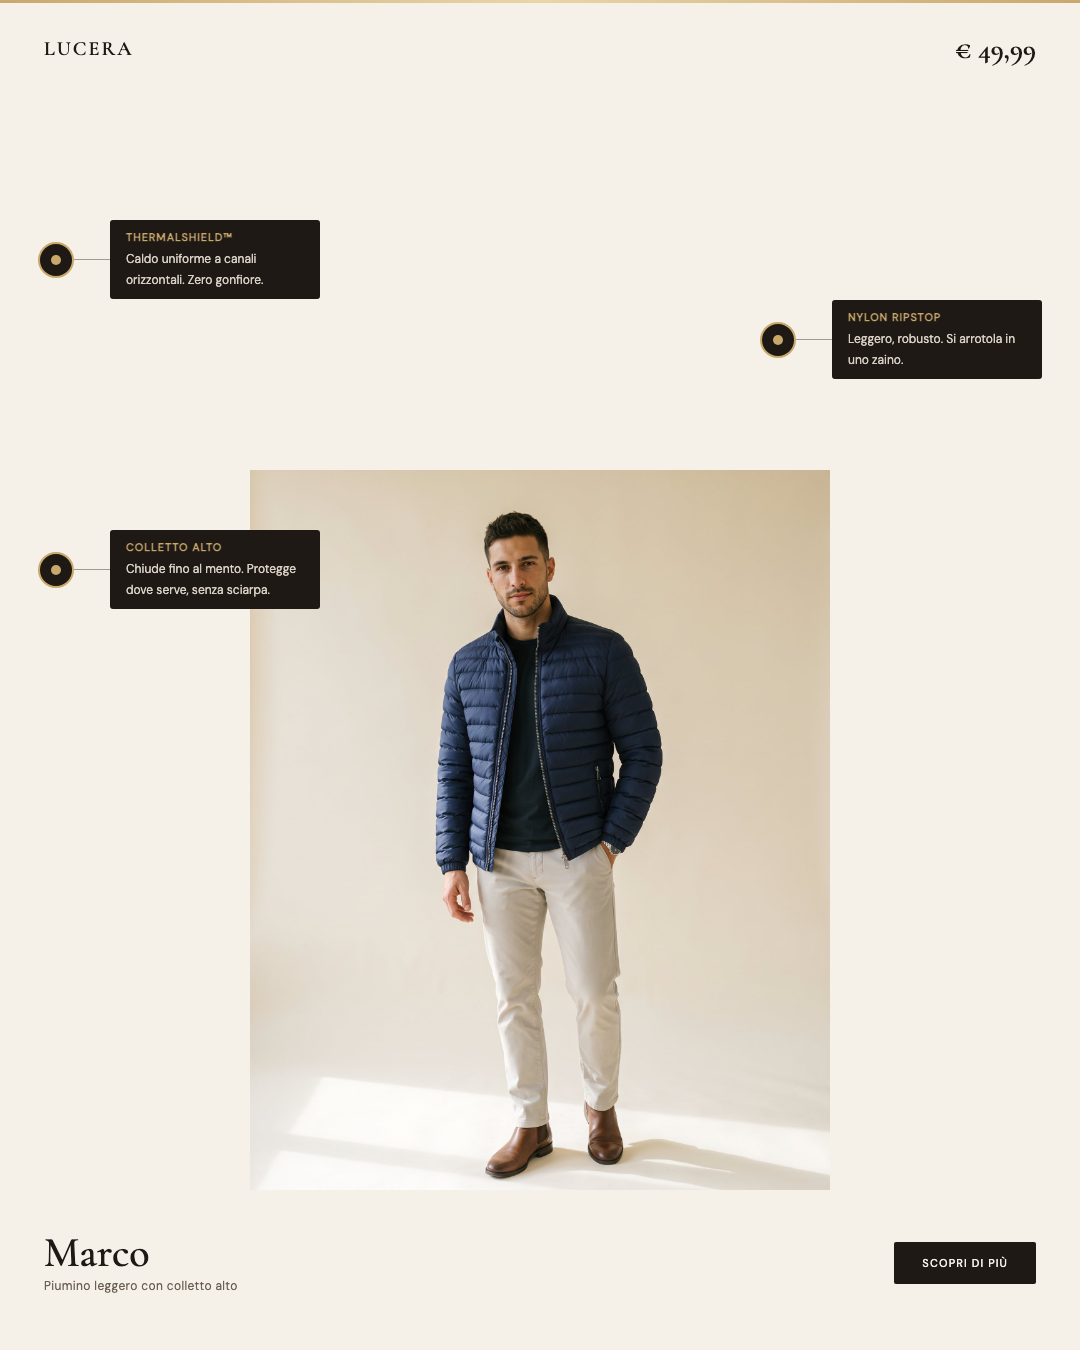 LUCERA
€ 49,99
THERMALSHIELD™
Caldo uniforme a canali
orizzontali. Zero gonfiore.
NYLON RIPSTOP
Leggero, robusto. Si arrotola in
uno zaino.
COLLETTO ALTO
Chiude fino al mento. Protegge
dove serve, senza sciarpa.
Marco
Piumino leggero con colletto alto
SCOPRI DI PIÙ